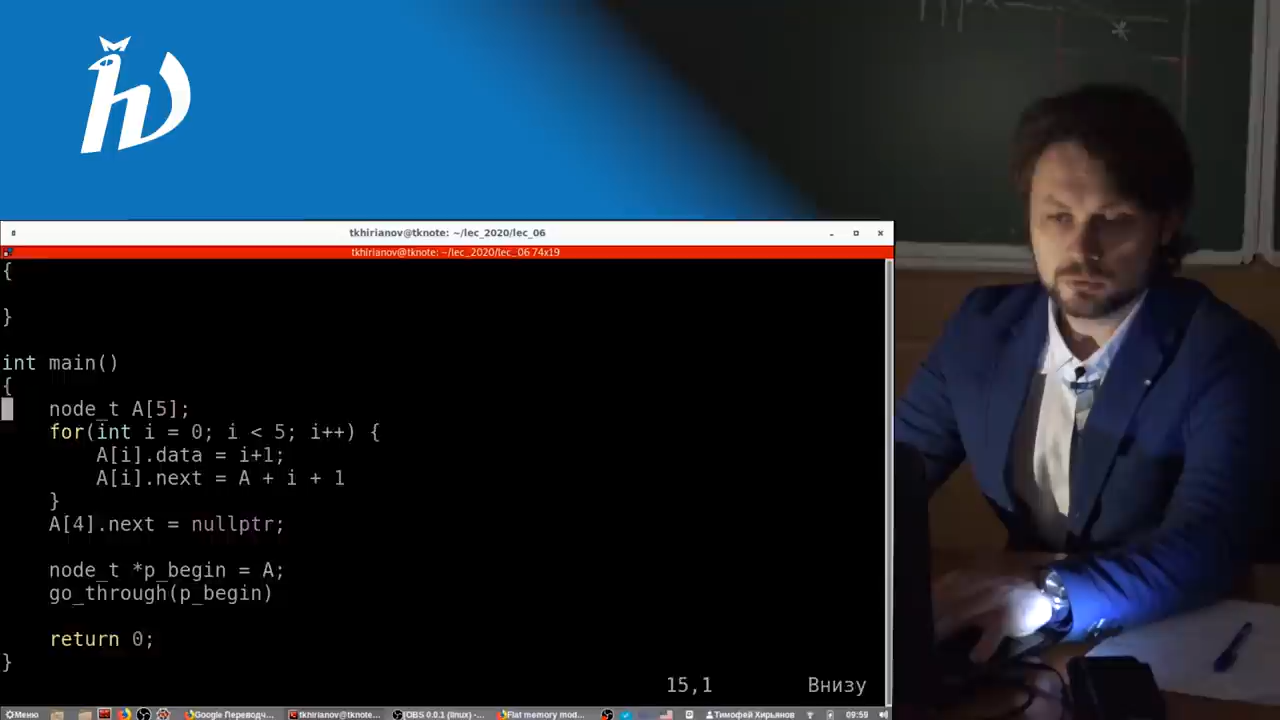 tkhirianov@tknote: ~/lec_2020/lec_06
tkhirianov@tknote: ~/lec_2020/lec_06 74x19
{
}
int main()
{
    node_t A[5];
    for(int i = 0; i < 5; i++) {
        A[i].data = i+1;
        A[i].next = A + i + 1
    }
    A[4].next = nullptr;
    node_t *p_begin = A;
    go_through(p_begin)
    return 0;
}
15,1 Внизу
Меню Google Переводч... tkhirianov@tknote... [OBS 0.0.1 (linux) -... Flat memory mod... Тимофей Хирьянов 09:59